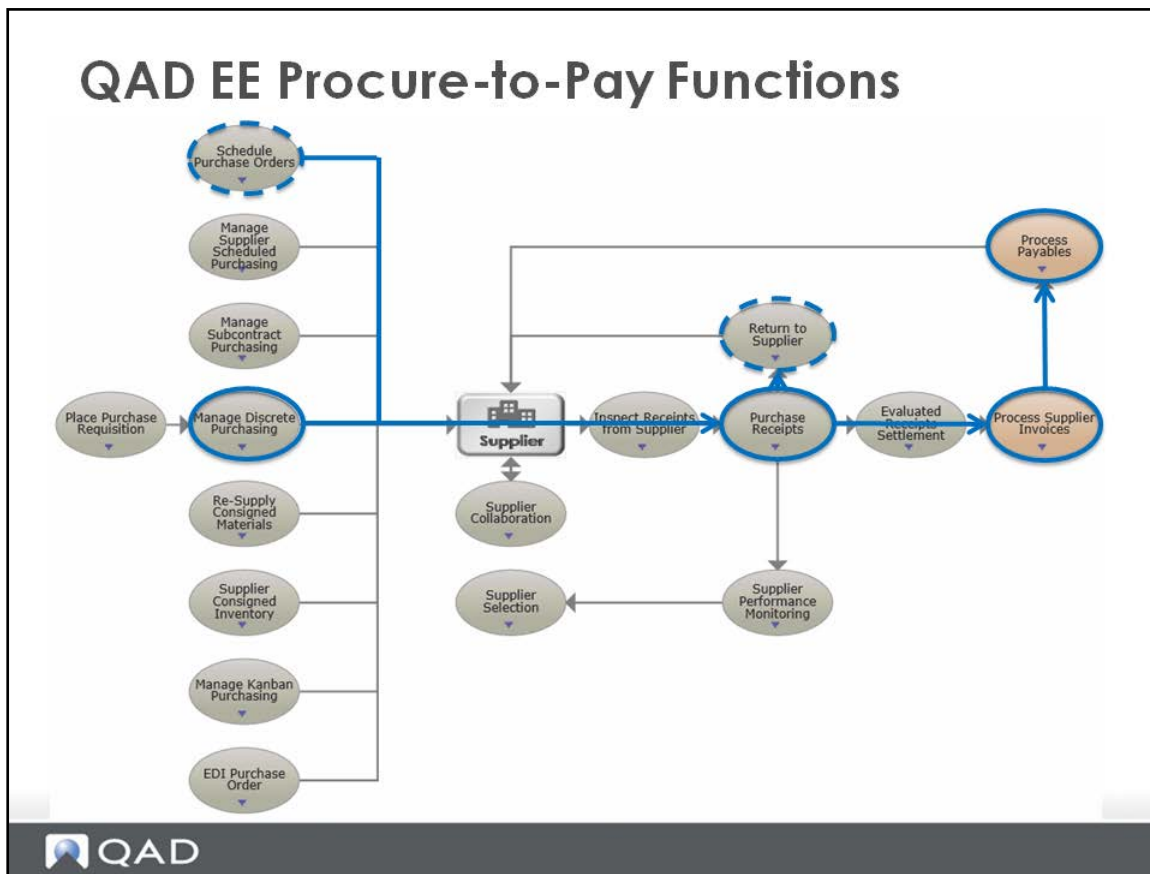 QAD EE Procure-to-Pay Functions
Schedule
Purchase Orders
Manage
Supplier
Scheduled
Purchasing
Process
Payables
Manage
Subcontract
Purchasing
Return to
Supplier
Place Purchase
Requisition
Manage Discrete
Purchasing
Supplier
Inspect Receipts
from Supplier
Purchase
Receipts
Evaluated
Receipts
Settlement
Process Supplier
Invoices
Re-Supply
Consigned
Materials
Supplier
Collaboration
Supplier
Consigned
Inventory
Supplier
Selection
Supplier
Performance
Monitoring
Manage Kanban
Purchasing
EDI Purchase
Order
QAD